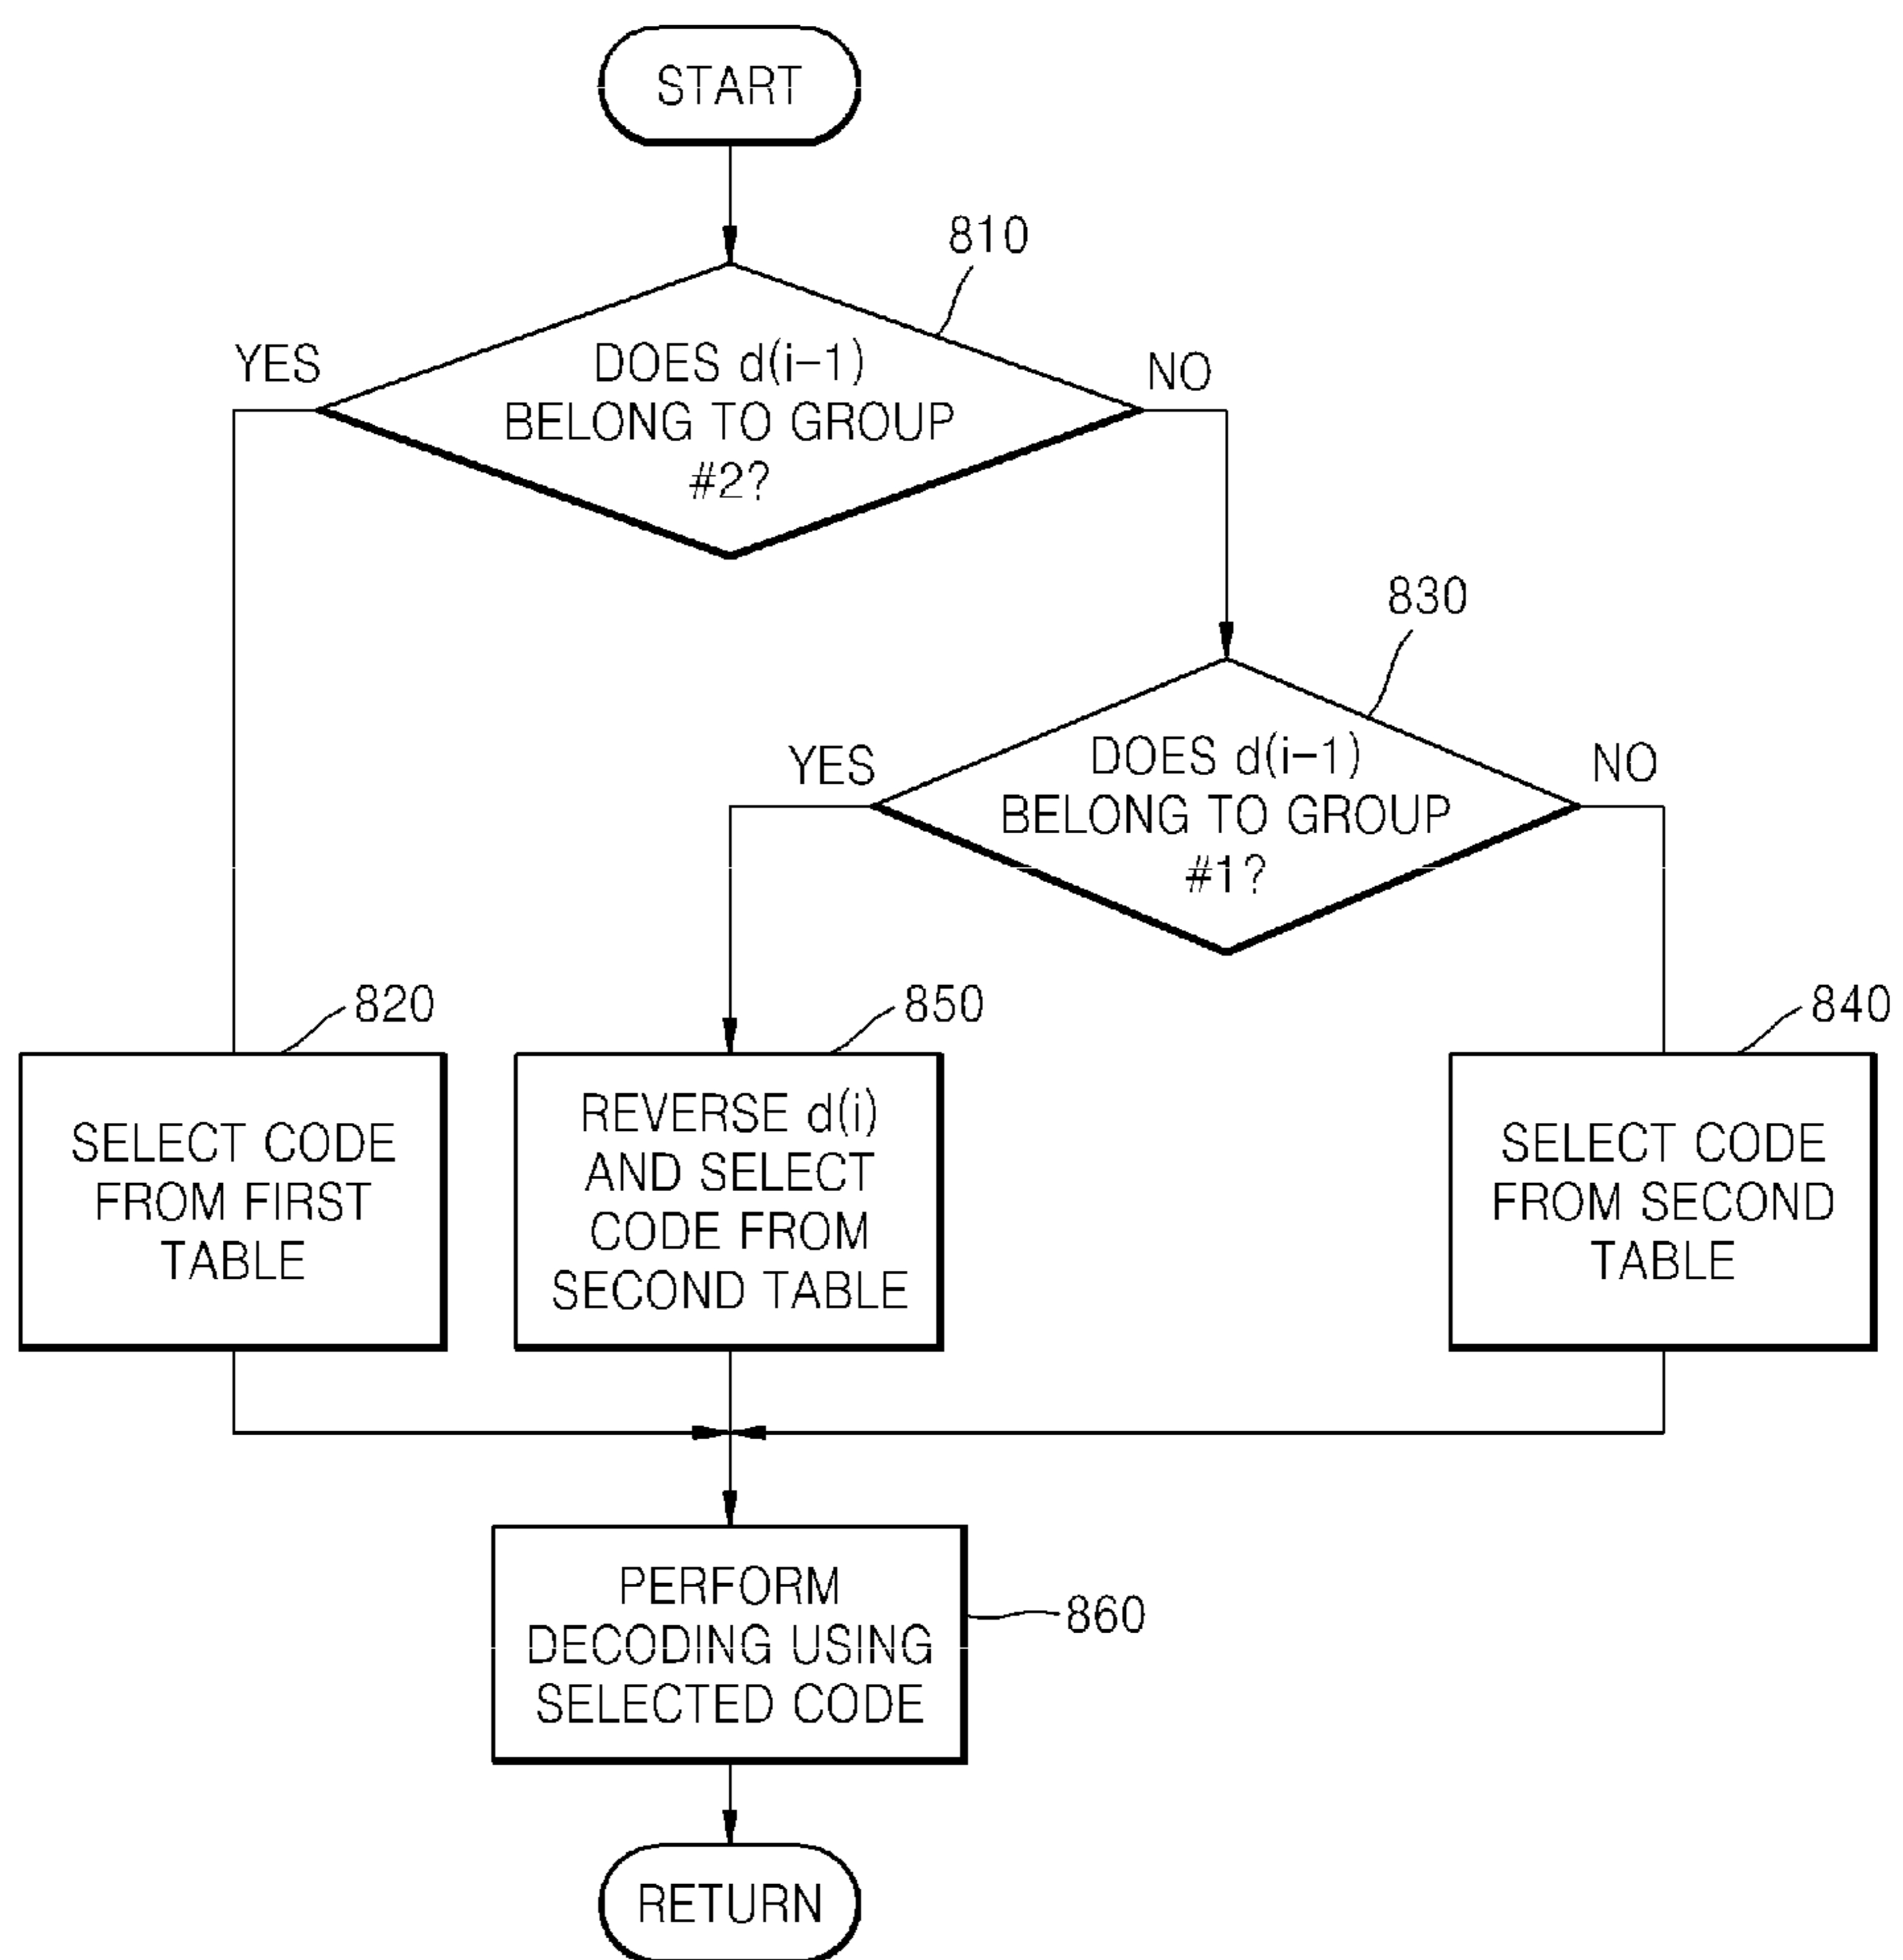 START
810
YES
DOES d(i-1)
BELONG TO GROUP
#2?
NO
830
YES
DOES d(i-1)
BELONG TO GROUP
#1?
NO
820
850
840
SELECT CODE
FROM FIRST
TABLE
REVERSE d(i)
AND SELECT
CODE FROM
SECOND TABLE
SELECT CODE
FROM SECOND
TABLE
PERFORM
DECODING USING
SELECTED CODE
860
RETURN